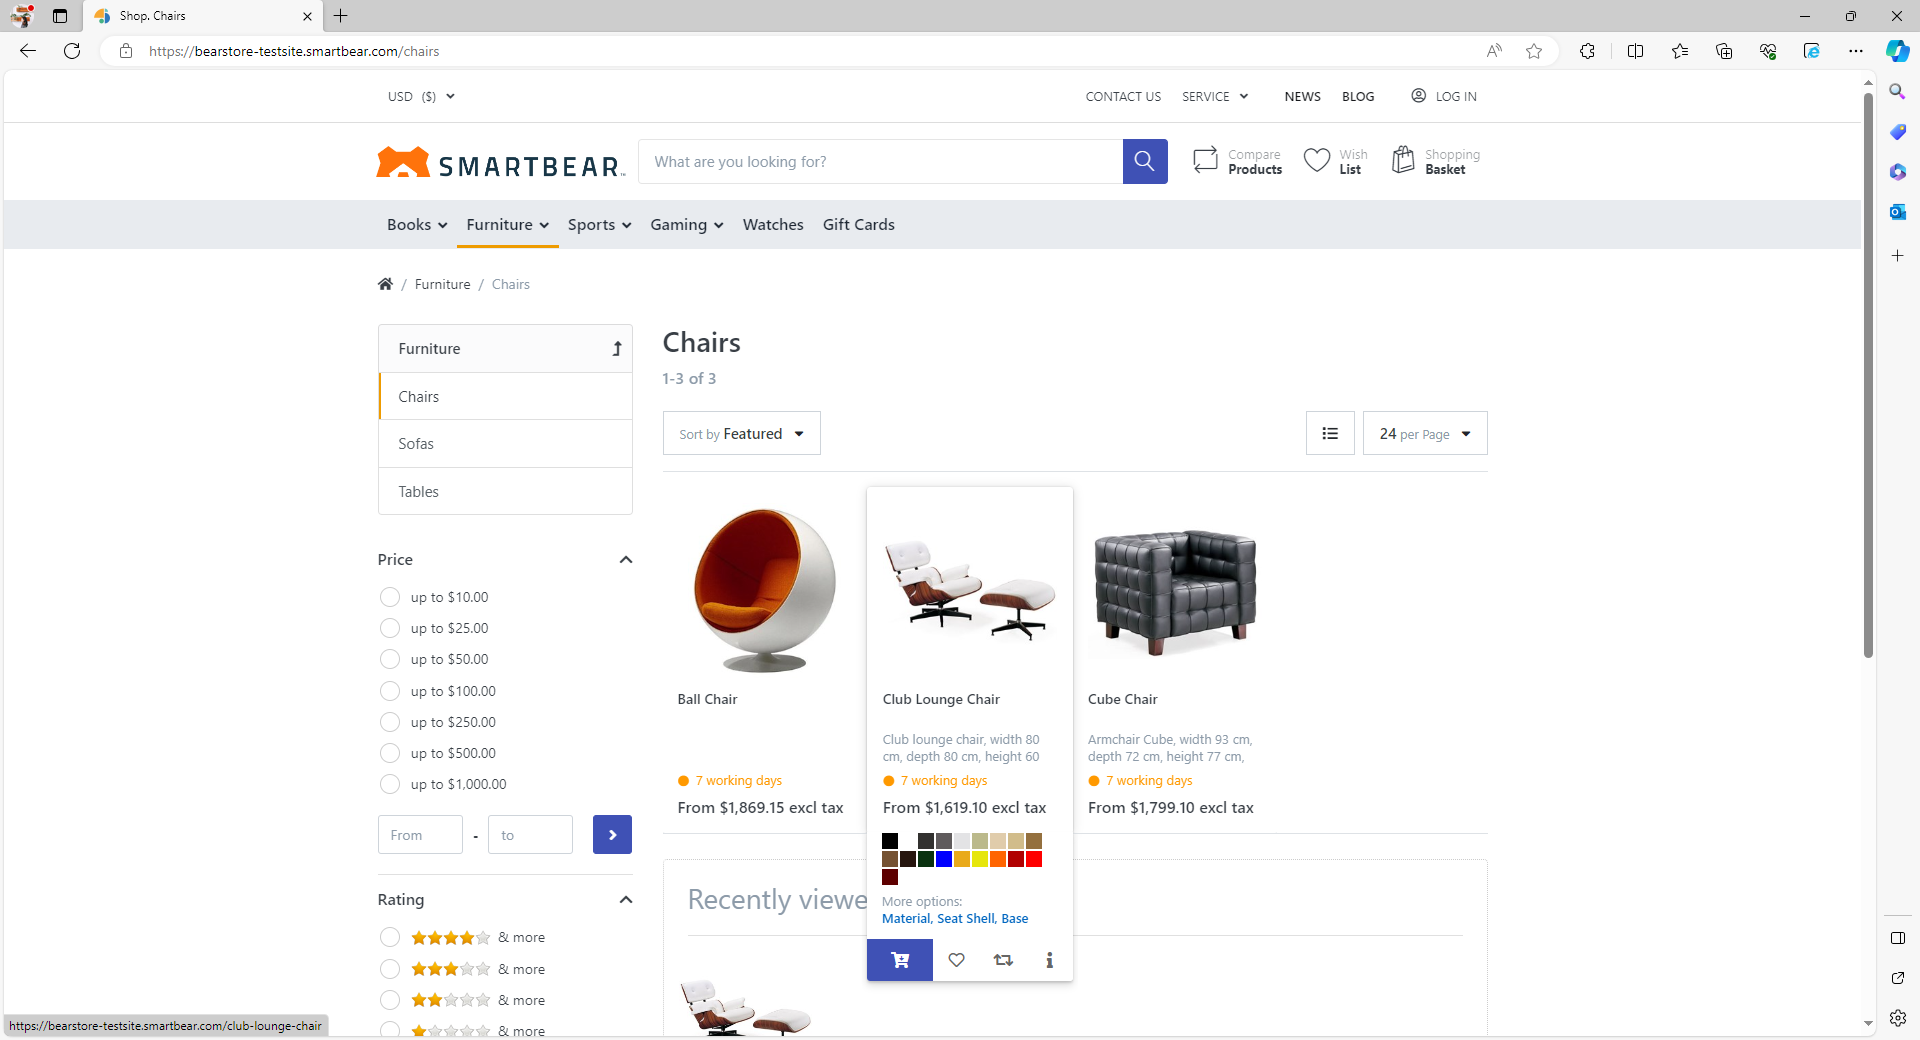 Shop. Chairs
https://bearstore-testsite.smartbear.com/chairs
USD ($)
CONTACT US
SERVICE
NEWS
BLOG
LOG IN
SMARTBEAR
What are you looking for?
Compare
Products
Wish
List
Shopping
Basket
Books
Furniture
Sports
Gaming
Watches
Gift Cards
/ Furniture / Chairs
Furniture
Chairs
Sofas
Tables
Price
up to $10.00
up to $25.00
up to $50.00
up to $100.00
up to $250.00
up to $500.00
up to $1,000.00
From - to
Rating
& more
& more
& more
& more
Chairs
1-3 of 3
Sort by Featured
24 per Page
Ball Chair
7 working days
From $1,869.15 excl tax
Club Lounge Chair
Club lounge chair, width 80
cm, depth 80 cm, height 60
7 working days
From $1,619.10 excl tax
More options:
Material, Seat Shell, Base
Cube Chair
Armchair Cube, width 93 cm,
depth 72 cm, height 77 cm,
7 working days
From $1,799.10 excl tax
Recently viewe
https://bearstore-testsite.smartbear.com/club-lounge-chair